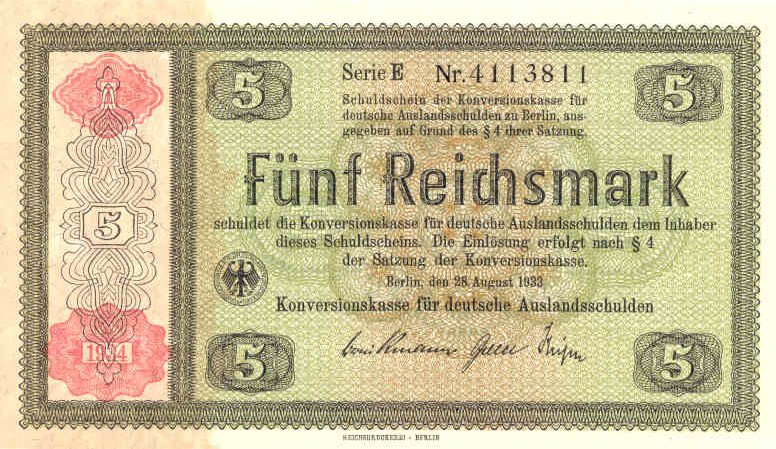 5
Serie E Nr. 4113811
5
Schuldschein der Konversionskasse für
deutsche Auslandsschulden zu Berlin, aus-
gegeben auf Grund des § 4 ihrer Satzung.
Fünf Reichsmark
5
schuldet die Konversionskasse für deutsche Auslandsschulden dem Inhaber
dieses Schuldscheins. Die Einlösung erfolgt nach § 4
der Satzung der Konversionskasse.
Berlin, den 28. August 1933
Konversionskasse für deutsche Auslandsschulden
1934
5
5
REICHSDRUCKEREI - BERLIN